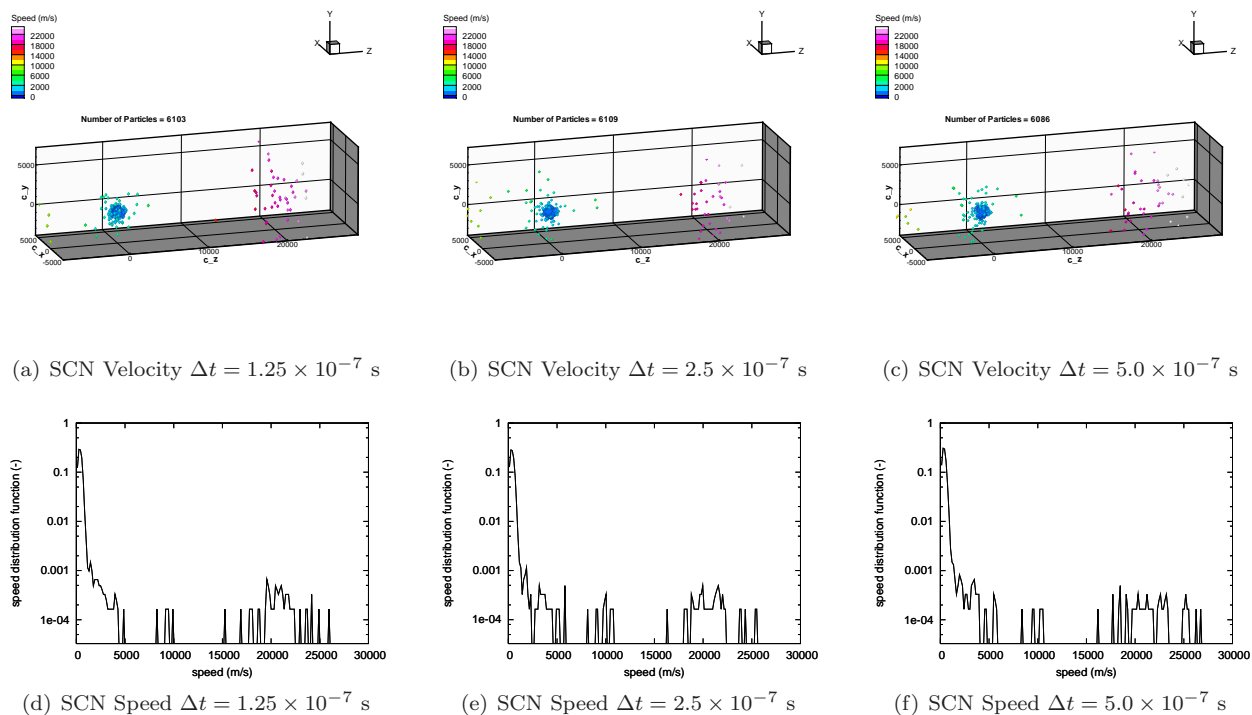 Speed (m/s)
22000
18000
14000
10000
6000
2000
0
Y
X
Z
Number of Particles = 6103
5000
0
c_y
5000
0
-5000
c_x
0
10000
20000
c_z
Speed (m/s)
22000
18000
14000
10000
6000
2000
0
Y
X
Z
Number of Particles = 6109
5000
0
c_y
5000
0
-5000
c_x
0
10000
20000
c_z
Speed (m/s)
22000
18000
14000
10000
6000
2000
0
Y
X
Z
Number of Particles = 6086
5000
0
c_y
5000
0
-5000
c_x
0
10000
20000
c_z
(a) SCN Velocity Δt = 1.25 × 10⁻⁷ s
(b) SCN Velocity Δt = 2.5 × 10⁻⁷ s
(c) SCN Velocity Δt = 5.0 × 10⁻⁷ s
1
0.1
0.01
0.001
1e-04
speed distribution function (-)
0 5000 10000 15000 20000 25000 30000
speed (m/s)
1
0.1
0.01
0.001
1e-04
speed distribution function (-)
0 5000 10000 15000 20000 25000 30000
speed (m/s)
1
0.1
0.01
0.001
1e-04
speed distribution function (-)
0 5000 10000 15000 20000 25000 30000
speed (m/s)
(d) SCN Speed Δt = 1.25 × 10⁻⁷ s
(e) SCN Speed Δt = 2.5 × 10⁻⁷ s
(f) SCN Speed Δt = 5.0 × 10⁻⁷ s